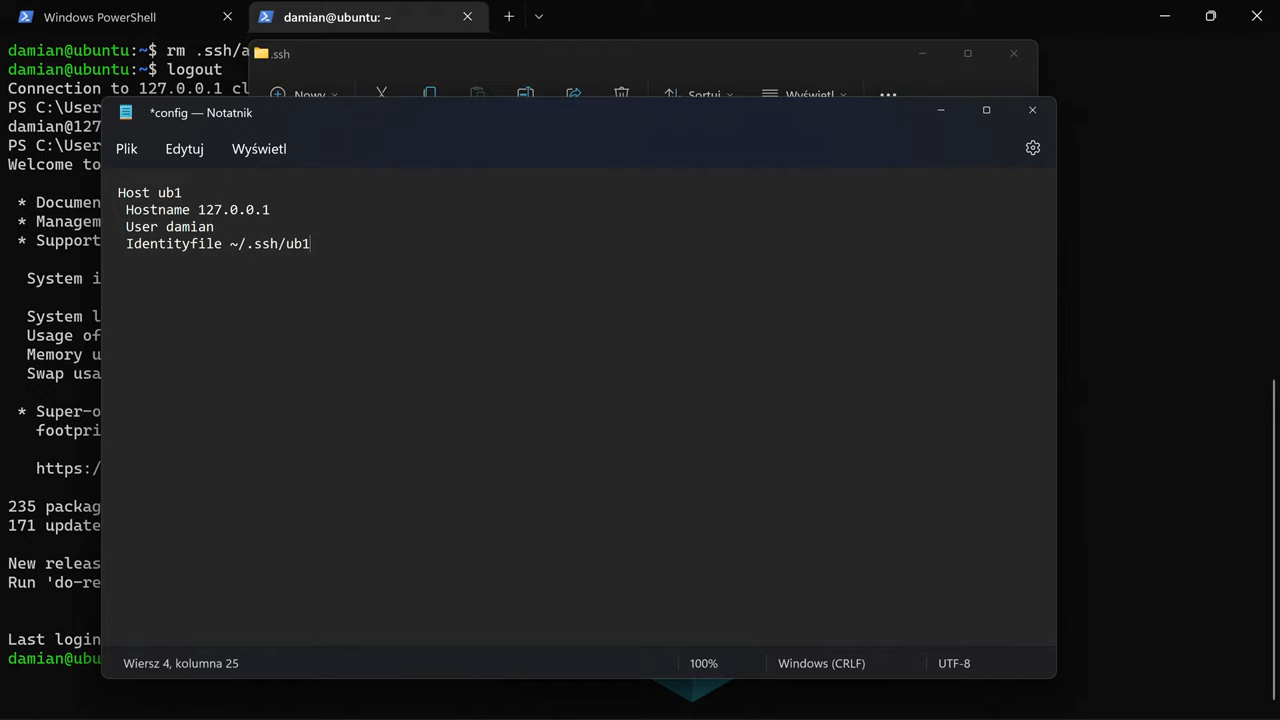 Windows PowerShell
damian@ubuntu: ~
damian@ubuntu:~$ rm .ssh/a
damian@ubuntu:~$ logout
Connection to 127.0.0.1 cl
PS C:\User
damian@127
PS C:\User
Welcome to
* Documen
* Managem
* Support
System i
System l
Usage of
Memory u
Swap usa
* Super-o
footpri
https:/
235 packag
171 update
New releas
Run 'do-re
Last login
damian@ubu
.ssh
Nowy
Sortuj
Wyświetl
*config — Notatnik
Plik Edytuj Wyświetl
Host ub1
Hostname 127.0.0.1
User damian
Identityfile ~/.ssh/ub1
Wiersz 4, kolumna 25
100%
Windows (CRLF)
UTF-8